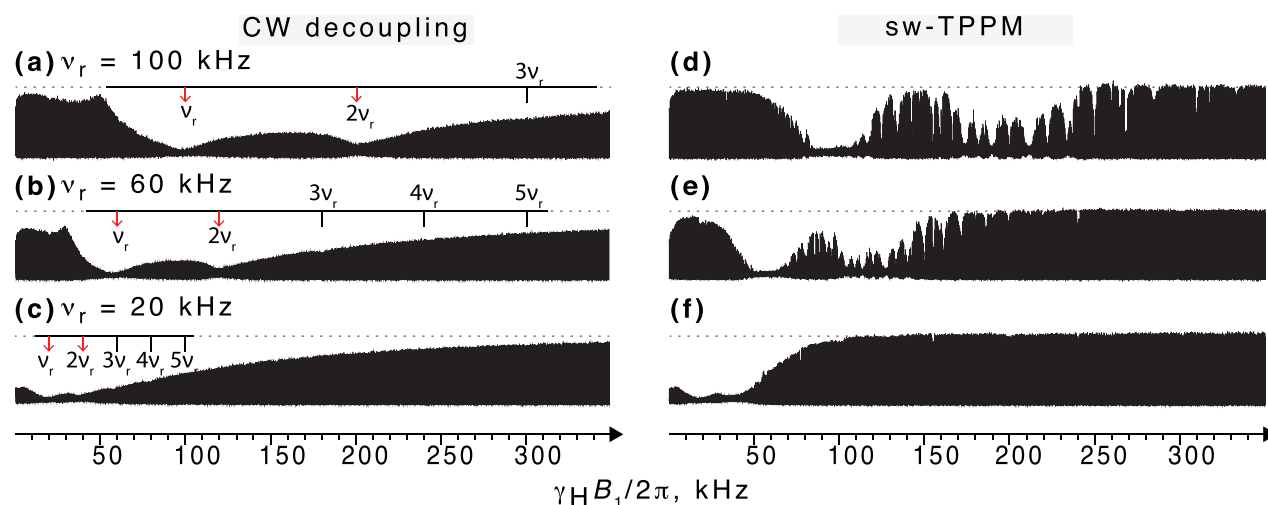 CW decoupling
sw-TPPM
(a) νr = 100 kHz
νr 2νr 3νr
(d)
(b) νr = 60 kHz
νr 2νr 3νr 4νr 5νr
(e)
(c) νr = 20 kHz
νr 2νr 3νr 4νr 5νr
(f)
50 100 150 200 250 300
50 100 150 200 250 300
γHB1/2π, kHz